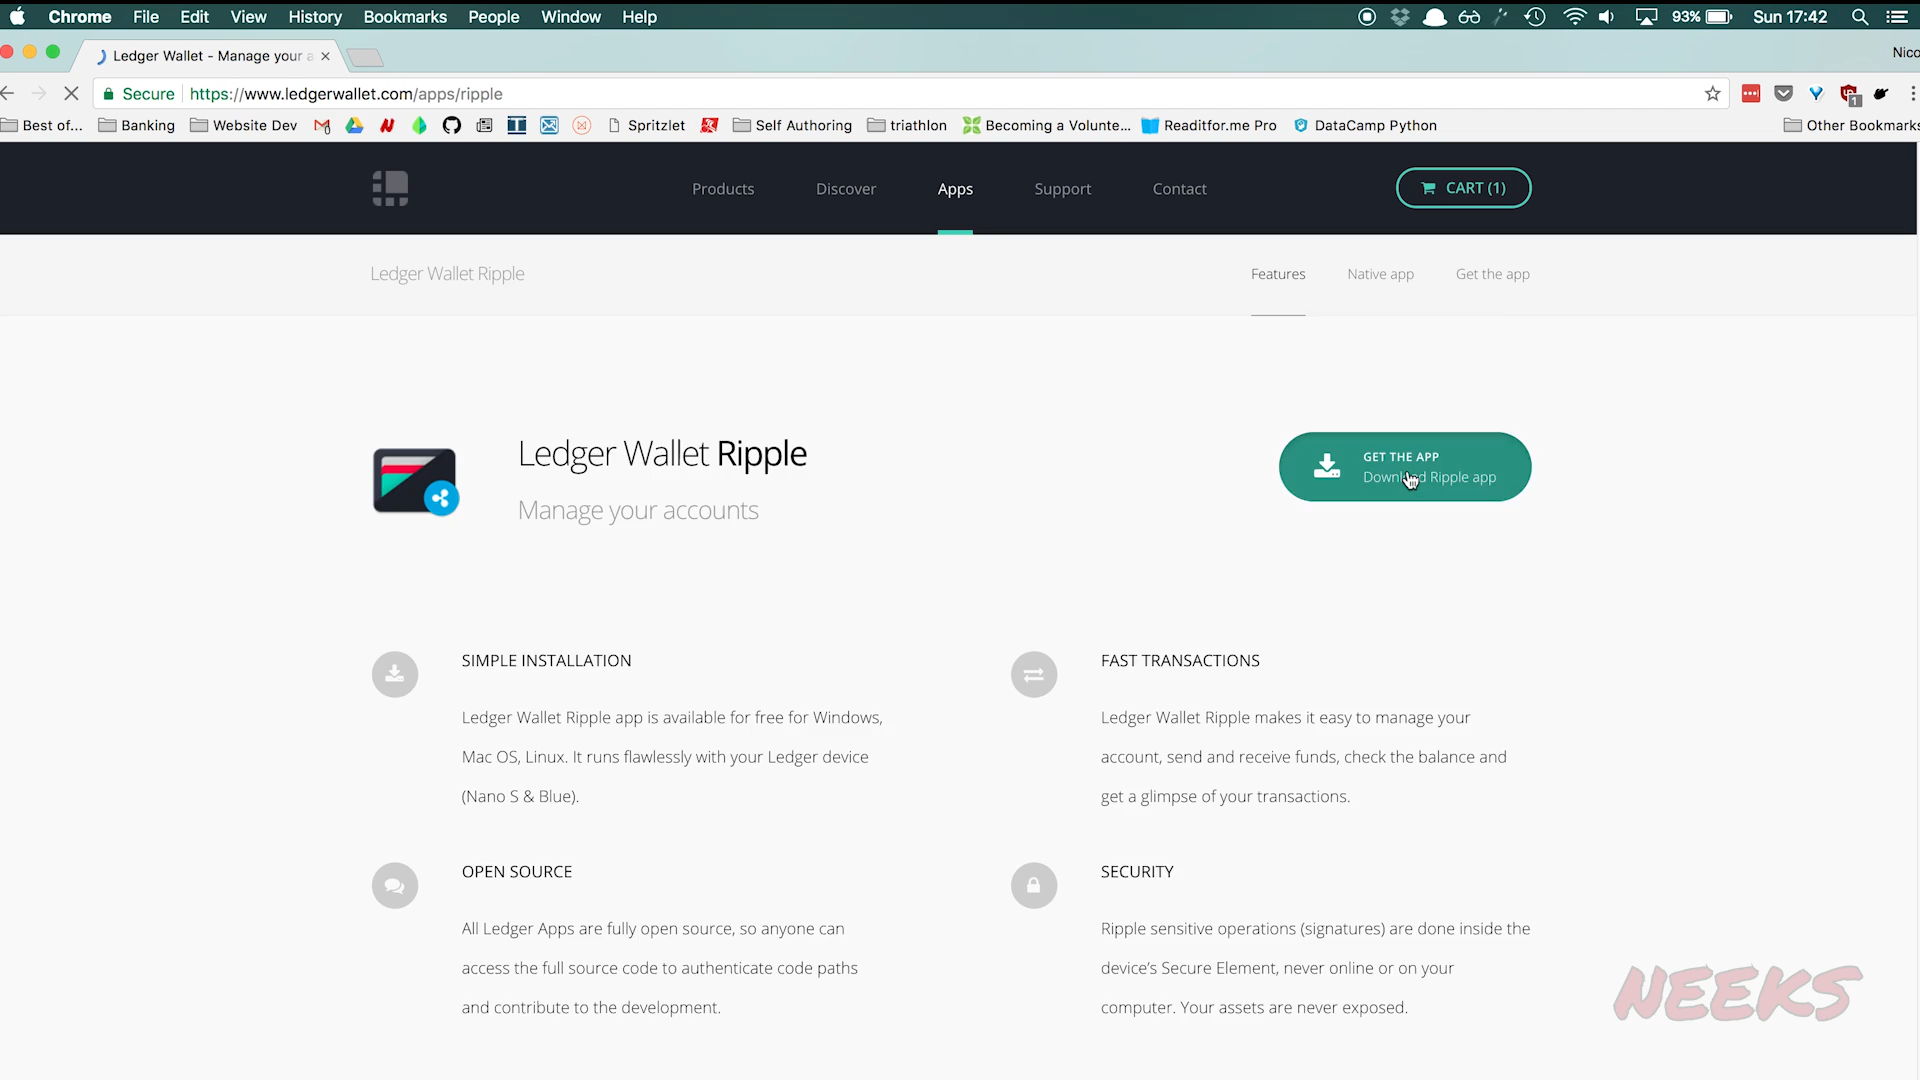 Chrome File Edit View History Bookmarks People Window Help 93% Sun 17:42
Ledger Wallet - Manage your a
Nico
Secure https://www.ledgerwallet.com/apps/ripple
Best of... Banking Website Dev Spritzlet Self Authoring triathlon Becoming a Volunte... Readitfor.me Pro DataCamp Python Other Bookmarks
Products Discover Apps Support Contact CART (1)
Ledger Wallet Ripple Features Native app Get the app
Ledger Wallet Ripple
Manage your accounts
GET THE APP
Download Ripple app
SIMPLE INSTALLATION
Ledger Wallet Ripple app is available for free for Windows,
Mac OS, Linux. It runs flawlessly with your Ledger device
(Nano S & Blue).
FAST TRANSACTIONS
Ledger Wallet Ripple makes it easy to manage your
account, send and receive funds, check the balance and
get a glimpse of your transactions.
OPEN SOURCE
All Ledger Apps are fully open source, so anyone can
access the full source code to authenticate code paths
and contribute to the development.
SECURITY
Ripple sensitive operations (signatures) are done inside the
device's Secure Element, never online or on your
computer. Your assets are never exposed.
NEEKS